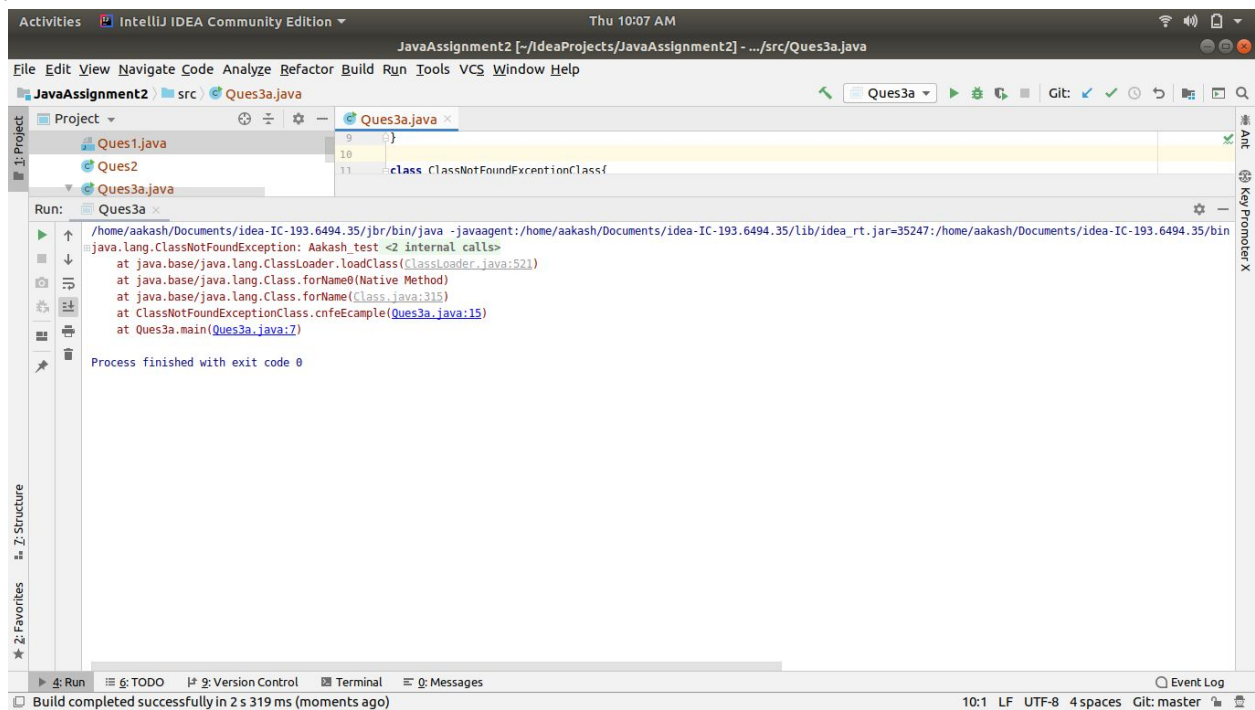 Activities IntelliJ IDEA Community Edition Thu 10:07 AM
JavaAssignment2 [~/IdeaProjects/JavaAssignment2] - .../src/Ques3a.java
File Edit View Navigate Code Analyze Refactor Build Run Tools VCS Window Help
JavaAssignment2 src Ques3a.java Ques3a Git:
1: Project Project Ques3a.java Ant
Ques1.java 9 }
Ques2 10
Ques3a.java 11 class ClassNotFoundExceptionClass{
Key Promoter X
Run: Ques3a
/home/aakash/Documents/idea-IC-193.6494.35/jbr/bin/java -javaagent:/home/aakash/Documents/idea-IC-193.6494.35/lib/idea_rt.jar=35247:/home/aakash/Documents/idea-IC-193.6494.35/bin
java.lang.ClassNotFoundException: Aakash_test <2 internal calls>
at java.base/java.lang.ClassLoader.loadClass(ClassLoader.java:521)
at java.base/java.lang.Class.forName0(Native Method)
at java.base/java.lang.Class.forName(Class.java:315)
at ClassNotFoundExceptionClass.cnfeEcample(Ques3a.java:15)
at Ques3a.main(Ques3a.java:7)
Process finished with exit code 0
7: Structure
2: Favorites
4: Run 6: TODO 9: Version Control Terminal 0: Messages Event Log
Build completed successfully in 2 s 319 ms (moments ago) 10:1 LF UTF-8 4 spaces Git: master